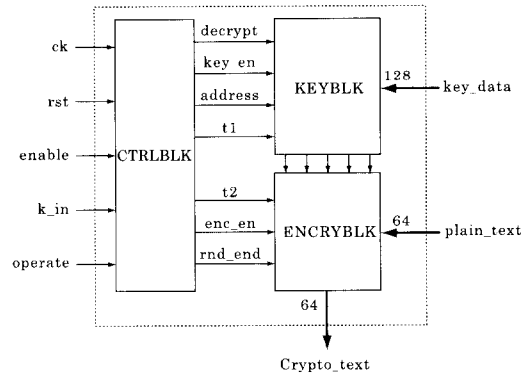 decrypt
ck
key_en
128
KEYBLK
key_data
rst
address
t1
enable
CTRLBLK
t2
k_in
64
enc_en
ENCRYBLK
plain_text
operate
rnd_end
64
Crypto_text